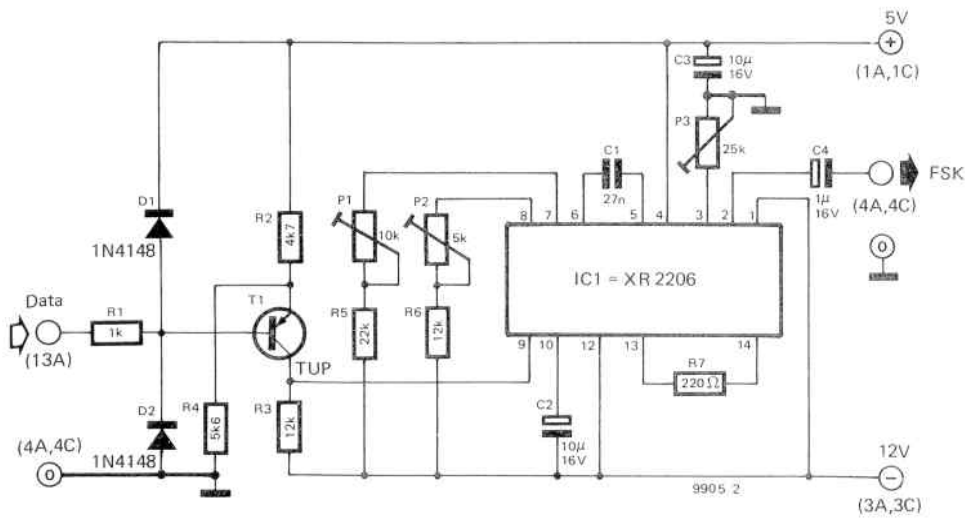 5V
+
(1A,1C)
C3
10µ
16V
P3
25k
C1
27n
C4
1µ
16V
FSK
(4A,4C)
0
D1
1N4148
R2
4k7
P1
10k
P2
5k
8
7
6
5
4
3
2
1
IC1 = XR 2206
Data
(13A)
R1
1k
T1
TUP
R5
22k
R6
12k
9
10
12
13
14
R7
220 Ω
D2
1N4148
R4
5k6
R3
12k
C2
10µ
16V
(4A,4C)
0
9905 2
12V
−
(3A,3C)